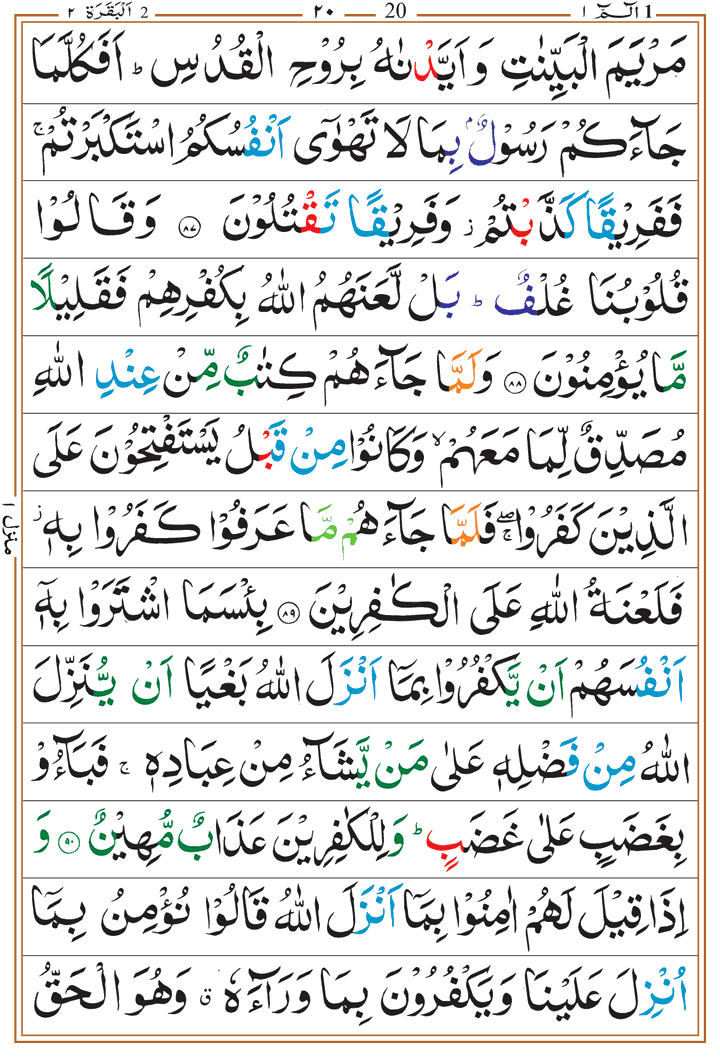 الٓـمّٓ ١ 1 20 ٢٠ 2 اَلْبَقَرَة ٢
مَرْيَمَ الْبَيِّنٰتِ وَاَيَّدْنٰهُ بِرُوْحِ الْقُدُسِ ؕ اَفَكُلَّمَا
جَآءَكُمْ رَسُوْلٌۢ بِمَا لَا تَهْوٰٓى اَنْفُسُكُمُ اسْتَكْبَرْتُمْ ۚ
فَفَرِيْقًا كَذَّبْتُمْ ؗ وَفَرِيْقًا تَقْتُلُوْنَ ﴿۸۷﴾ وَقَالُوْا
قُلُوْبُنَا غُلْفٌ ؕ بَلْ لَّعَنَهُمُ اللّٰهُ بِكُفْرِهِمْ فَقَلِيْلًا
مَّا يُؤْمِنُوْنَ ﴿۸۸﴾ وَلَمَّا جَآءَهُمْ كِتٰبٌ مِّنْ عِنْدِ اللّٰهِ
مُصَدِّقٌ لِّمَا مَعَهُمْ ۙ وَكَانُوْا مِنْ قَبْلُ يَسْتَفْتِحُوْنَ عَلَى
الَّذِيْنَ كَفَرُوْا ۚۖ فَلَمَّا جَآءَهُمْ مَّا عَرَفُوْا كَفَرُوْا بِهٖ ؗ
فَلَعْنَةُ اللّٰهِ عَلَى الْكٰفِرِيْنَ ﴿۸۹﴾ بِئْسَمَا اشْتَرَوْا بِهٖٓ
اَنْفُسَهُمْ اَنْ يَّكْفُرُوْا بِمَآ اَنْزَلَ اللّٰهُ بَغْيًا اَنْ يُّنَزِّلَ
اللّٰهُ مِنْ فَضْلِهٖ عَلٰى مَنْ يَّشَآءُ مِنْ عِبَادِهٖ ۚ فَبَآءُوْ
بِغَضَبٍ عَلٰى غَضَبٍ ؕ وَلِلْكٰفِرِيْنَ عَذَابٌ مُّهِيْنٌ ﴿۹۰﴾ وَ
اِذَا قِيْلَ لَهُمْ اٰمِنُوْا بِمَآ اَنْزَلَ اللّٰهُ قَالُوْا نُؤْمِنُ بِمَآ
اُنْزِلَ عَلَيْنَا وَيَكْفُرُوْنَ بِمَا وَرَآءَهٗ ۗ وَهُوَ الْحَقُّ
منزل ١